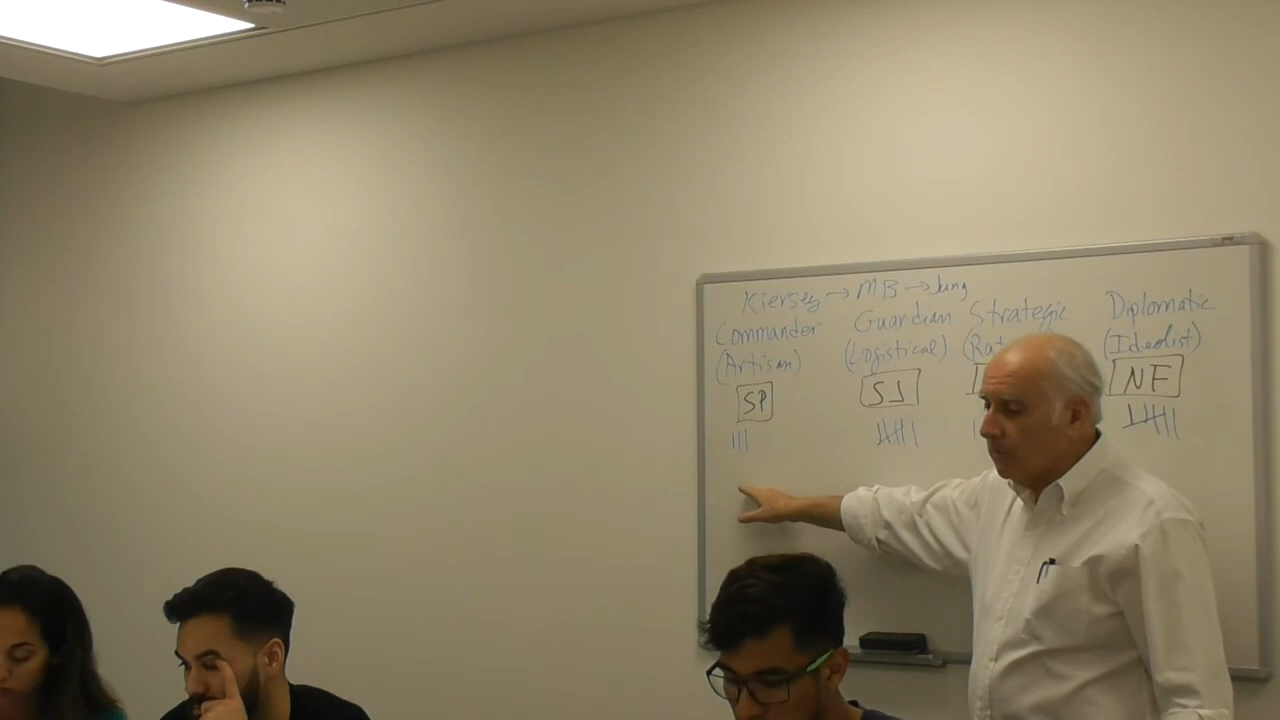 Kiersey → MB → Jung
Commander Guardian Strategic Diplomatic
(Artisan) (Logistical) (Idealist)
SP SJ NF